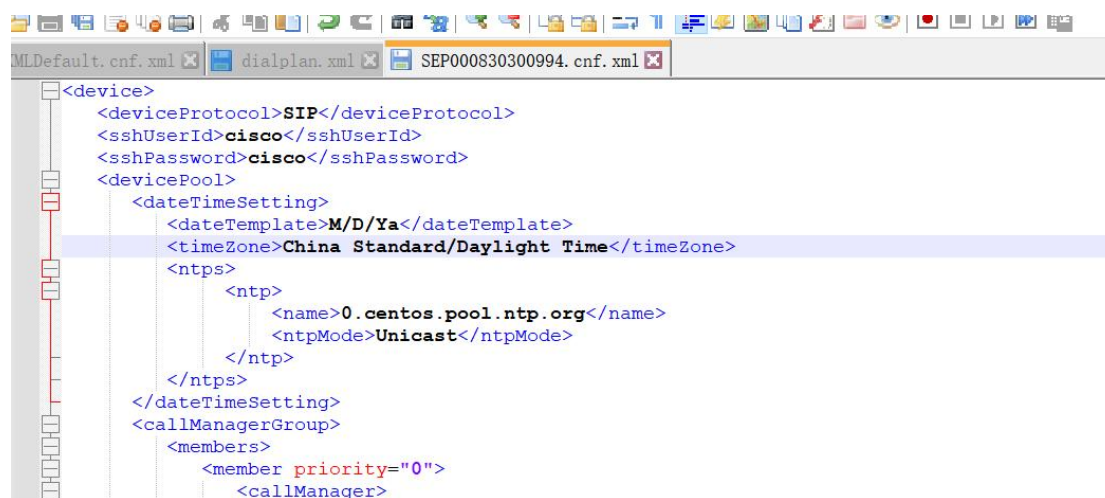 MLDefault.cnf.xml dialplan.xml SEP000830300994.cnf.xml
<device>
<deviceProtocol>SIP</deviceProtocol>
<sshUserId>cisco</sshUserId>
<sshPassword>cisco</sshPassword>
<devicePool>
<dateTimeSetting>
<dateTemplate>M/D/Ya</dateTemplate>
<timeZone>China Standard/Daylight Time</timeZone>
<ntps>
<ntp>
<name>0.centos.pool.ntp.org</name>
<ntpMode>Unicast</ntpMode>
</ntp>
</ntps>
</dateTimeSetting>
<callManagerGroup>
<members>
<member priority="0">
<callManager>